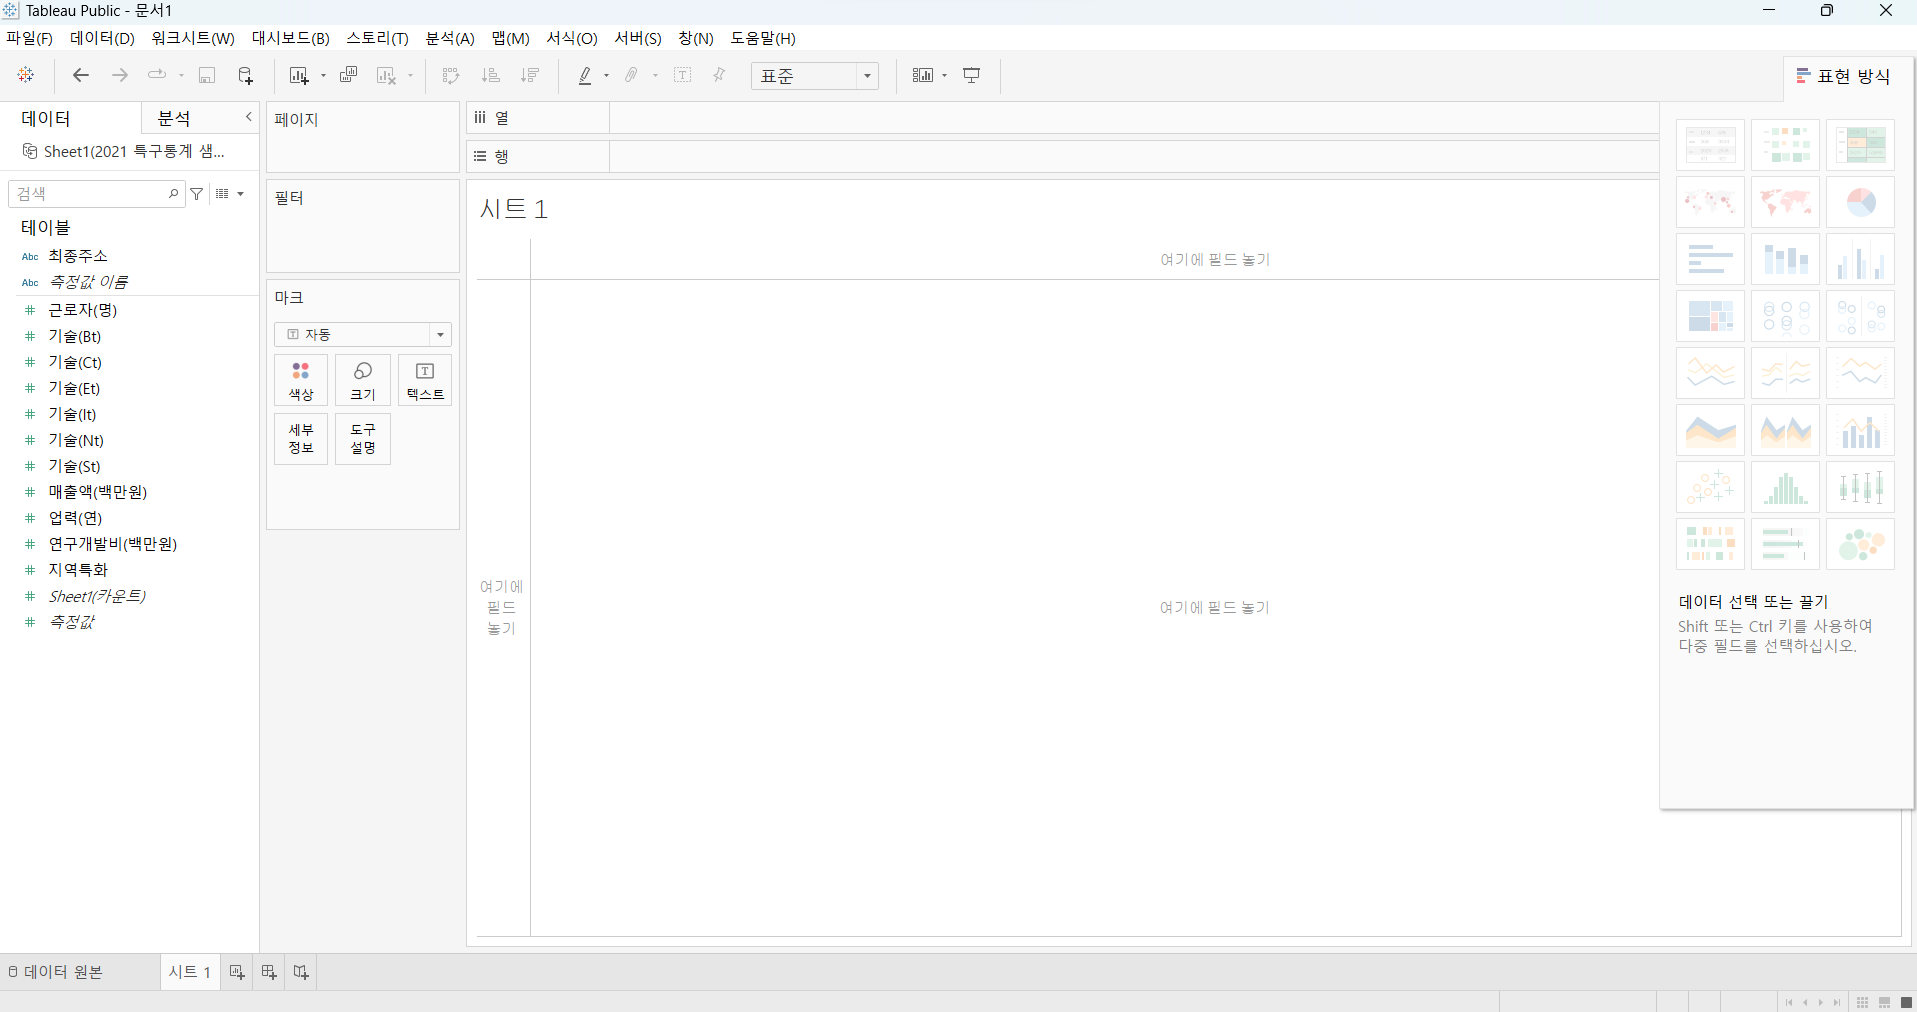 Tableau Public - 문서1
파일(F) 데이터(D) 워크시트(W) 대시보드(B) 스토리(T) 분석(A) 맵(M) 서식(O) 서버(S) 창(N) 도움말(H)
표준
표현 방식
데이터 분석
Sheet1(2021 특구통계 샘...
검색
테이블
Abc 최종주소
Abc 측정값 이름
# 근로자(명)
# 기술(Bt)
# 기술(Ct)
# 기술(Et)
# 기술(It)
# 기술(Nt)
# 기술(St)
# 매출액(백만원)
# 업력(연)
# 연구개발비(백만원)
# 지역특화
# Sheet1(카운트)
# 측정값
페이지
필터
마크
자동
색상 크기 텍스트
세부 정보
도구 설명
열
행
시트 1
여기에 필드 놓기
여기에
필드
놓기
여기에 필드 놓기
데이터 선택 또는 끌기
Shift 또는 Ctrl 키를 사용하여
다중 필드를 선택하십시오.
데이터 원본 시트 1